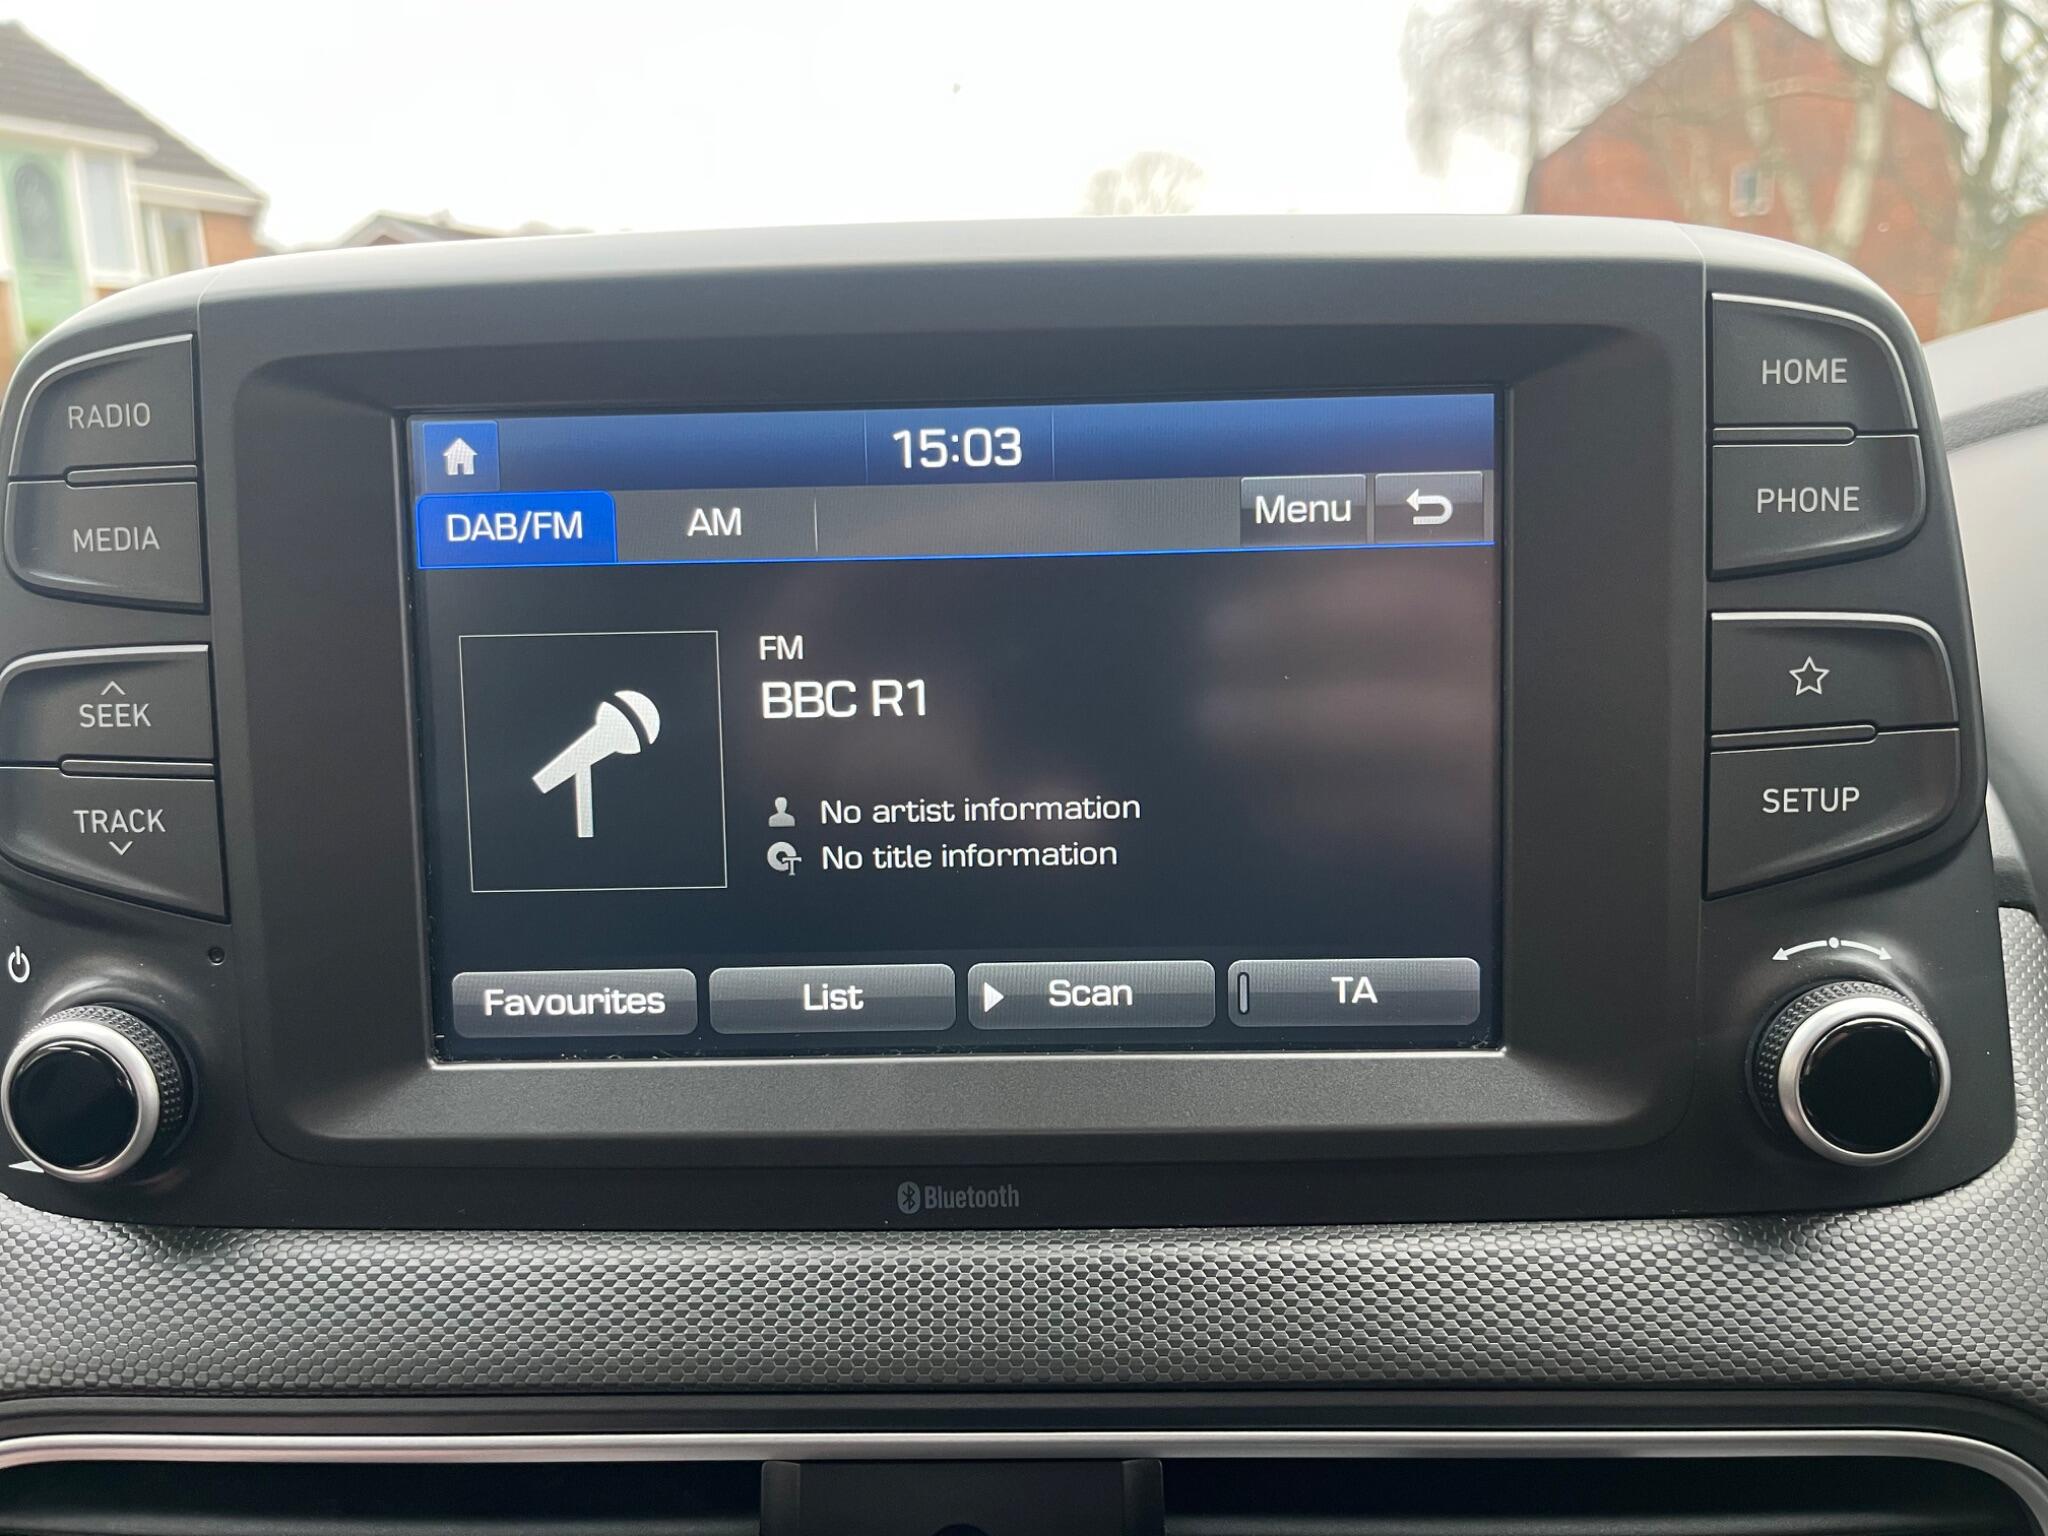 RADIO
MEDIA
SEEK
TRACK
15:03
DAB/FM
AM
Menu
FM
BBC R1
No artist information
No title information
Favourites
List
Scan
TA
HOME
PHONE
SETUP
Bluetooth